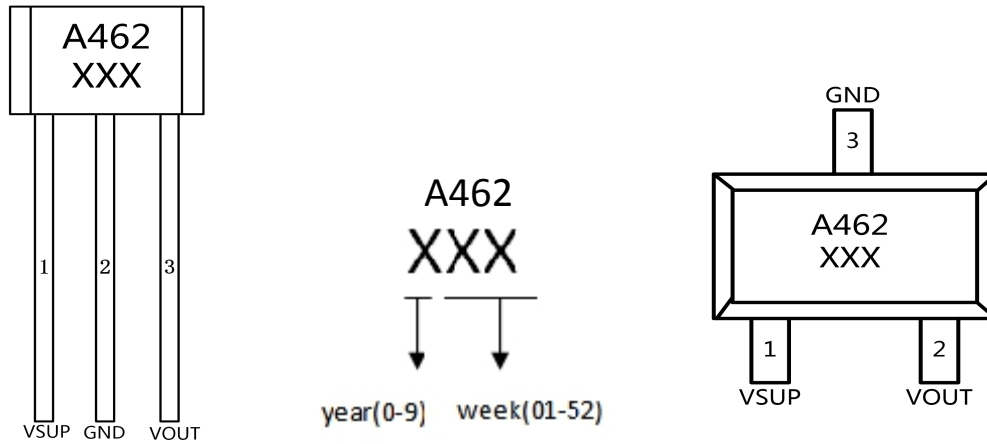 A462
XXX
1
2
3
VSUP GND VOUT
A462
XXX
year(0-9) week(01-52)
GND
3
A462
XXX
1
2
VSUP
VOUT